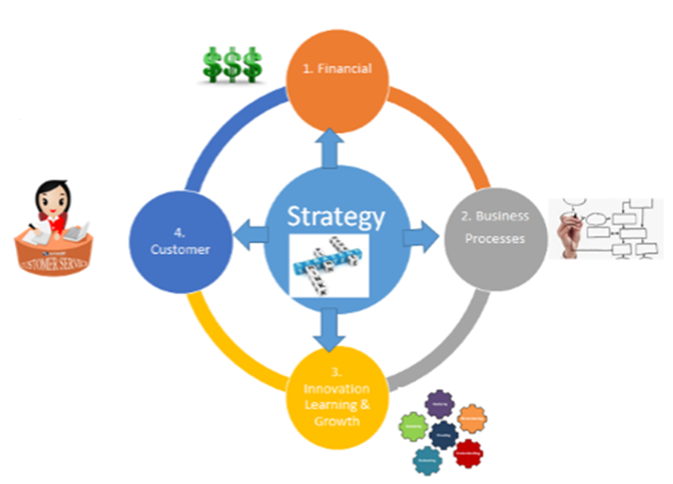 $$$
1. Financial
Strategy
2. Business
Processes
4.
Customer
CUSTOMER SERVICE
3.
Innovation
Learning &
Growth